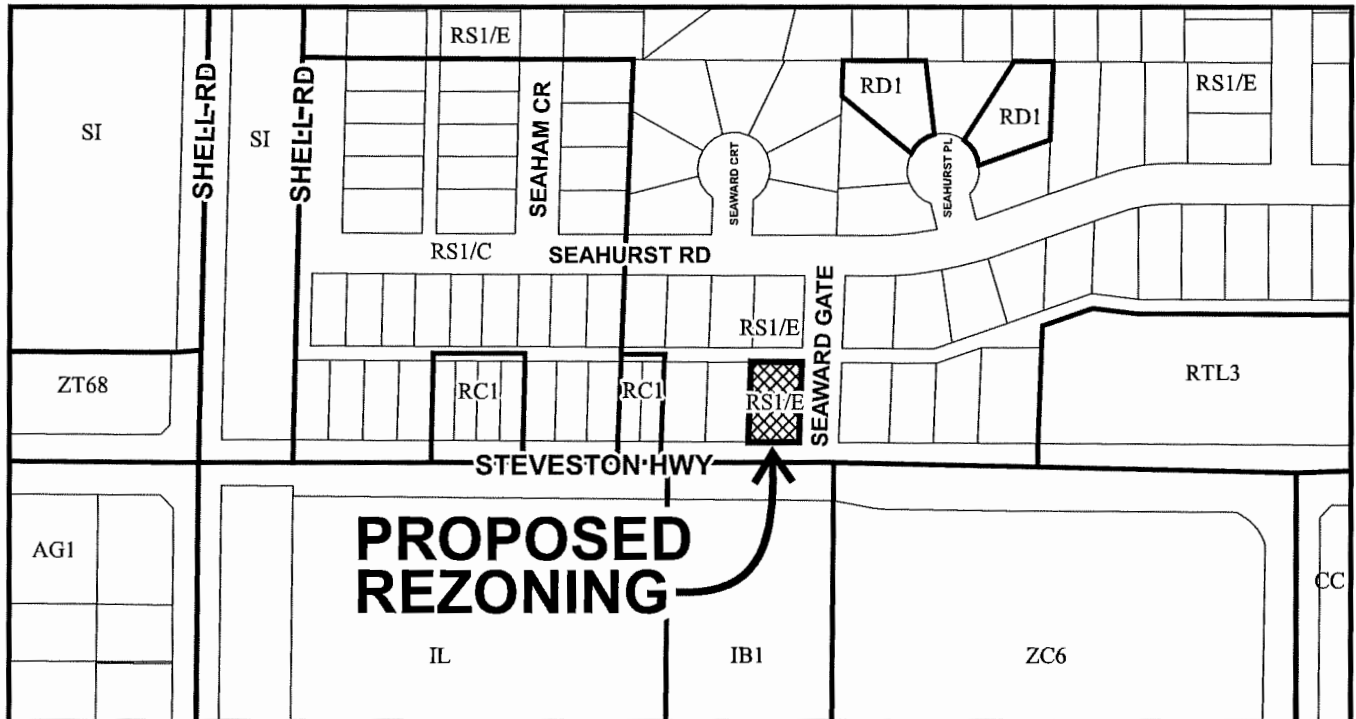 RS1/E
SHELL RD
SHELL RD
SEAHAM CR
RD1
RD1
RS1/E
SI
SI
SEAWARD CRT
SEAHURST PL
RS1/C
SEAHURST RD
SEAWARD GATE
RS1/E
ZT68
RC1
RC1
RS1/E
RTL3
STEVESTON HWY
PROPOSED
REZONING
AG1
CC
IL
IB1
ZC6